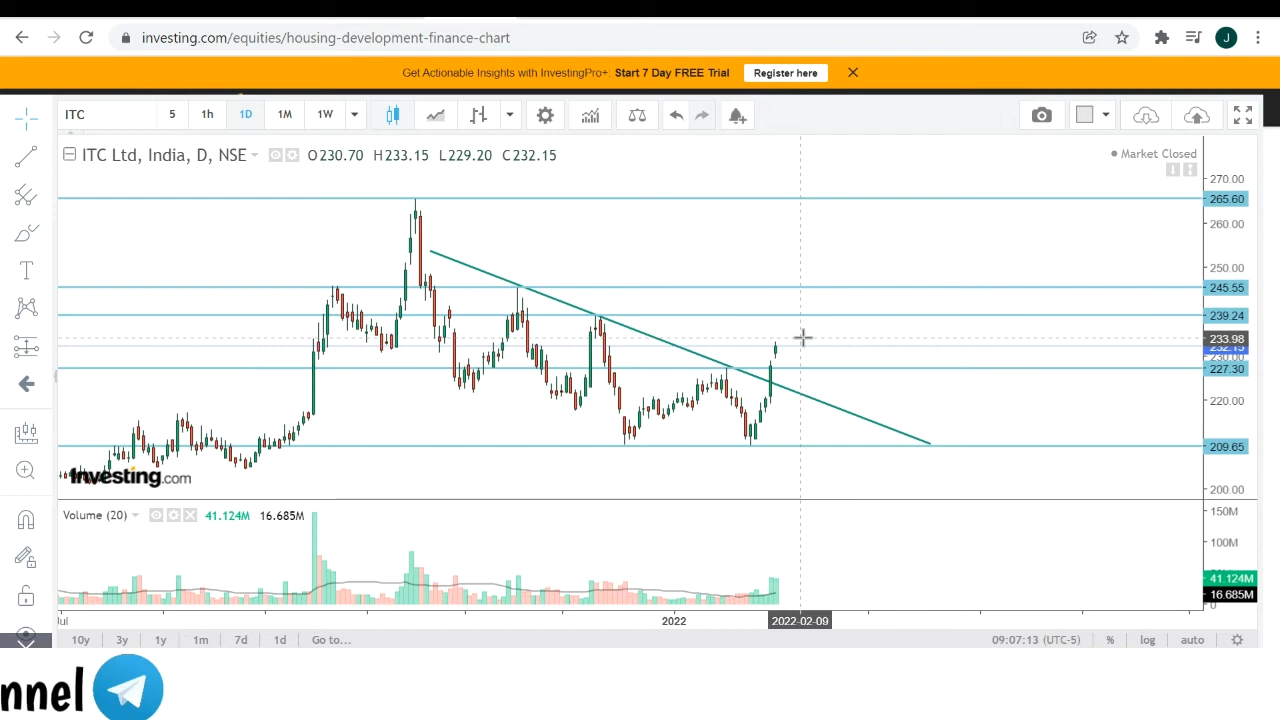 investing.com/equities/housing-development-finance-chart
J
Get Actionable Insights with InvestingPro+: Start 7 Day FREE Trial
Register here
ITC 5 1h 1D 1M 1W
ITC Ltd, India, D, NSE O230.70 H233.15 L229.20 C232.15
Market Closed
270.00
265.60
260.00
250.00
245.55
239.24
233.98
232.15
230.00
227.30
220.00
209.65
200.00
Investing.com
Volume (20) 41.124M 16.685M
150M
100M
41.124M
16.685M
0
Jul 2022 2022-02-09
10y 3y 1y 1m 7d 1d Go to... 09:07:13 (UTC-5) % log auto
nnel